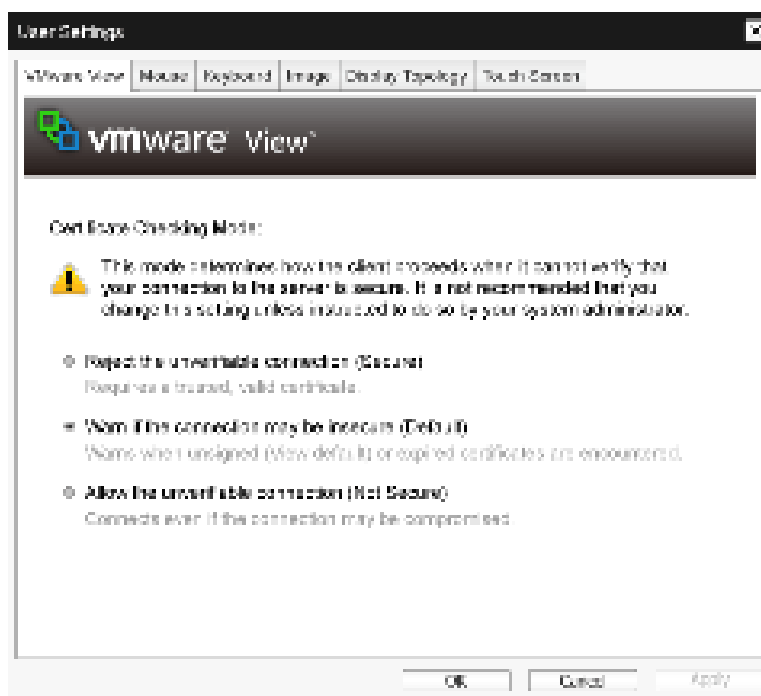 User Settings
VMware View Mouse Keyboard Image Display Topology Touch Screen
vmware View™
Certificate Checking Mode:
This mode determines how the client proceeds when it cannot verify that
your connection to the server is secure. It is not recommended that you
change this setting unless instructed to do so by your system administrator.
Reject the unverifiable connection (Secure)
Requires a trusted, valid certificate.
Warn if the connection may be insecure (Default)
Warns when unsigned (View default) or expired certificates are encountered.
Allow the unverifiable connection (Not Secure)
Connects even if the connection may be compromised.
OK Cancel Apply